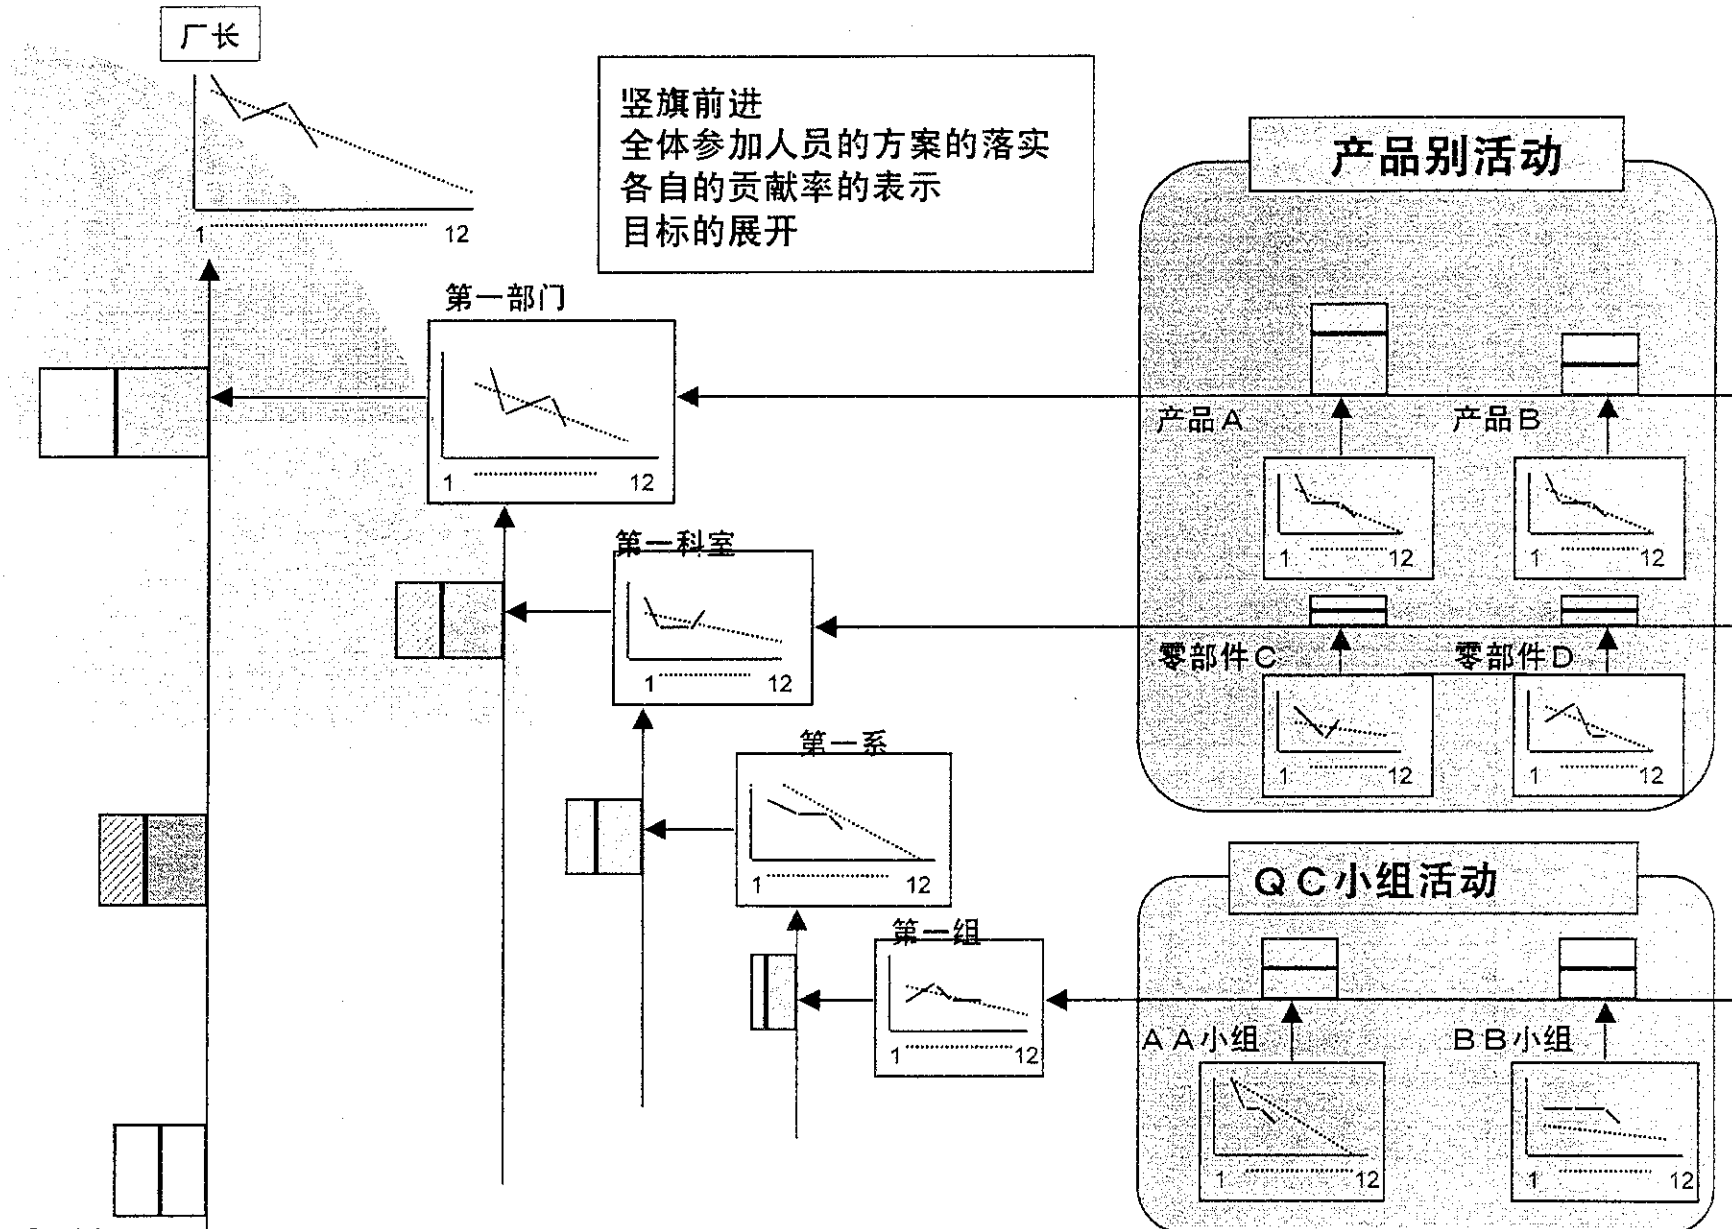 厂长
1 12
竖旗前进
全体参加人员的方案的落实
各自的贡献率的表示
目标的展开
产品别活动
第一部门
1 12
产品A
产品B
1 12
1 12
第一科室
1 12
零部件C
零部件D
1 12
1 12
第一系
1 12
QC小组活动
第一组
1 12
AA小组
BB小组
1 12
1 12